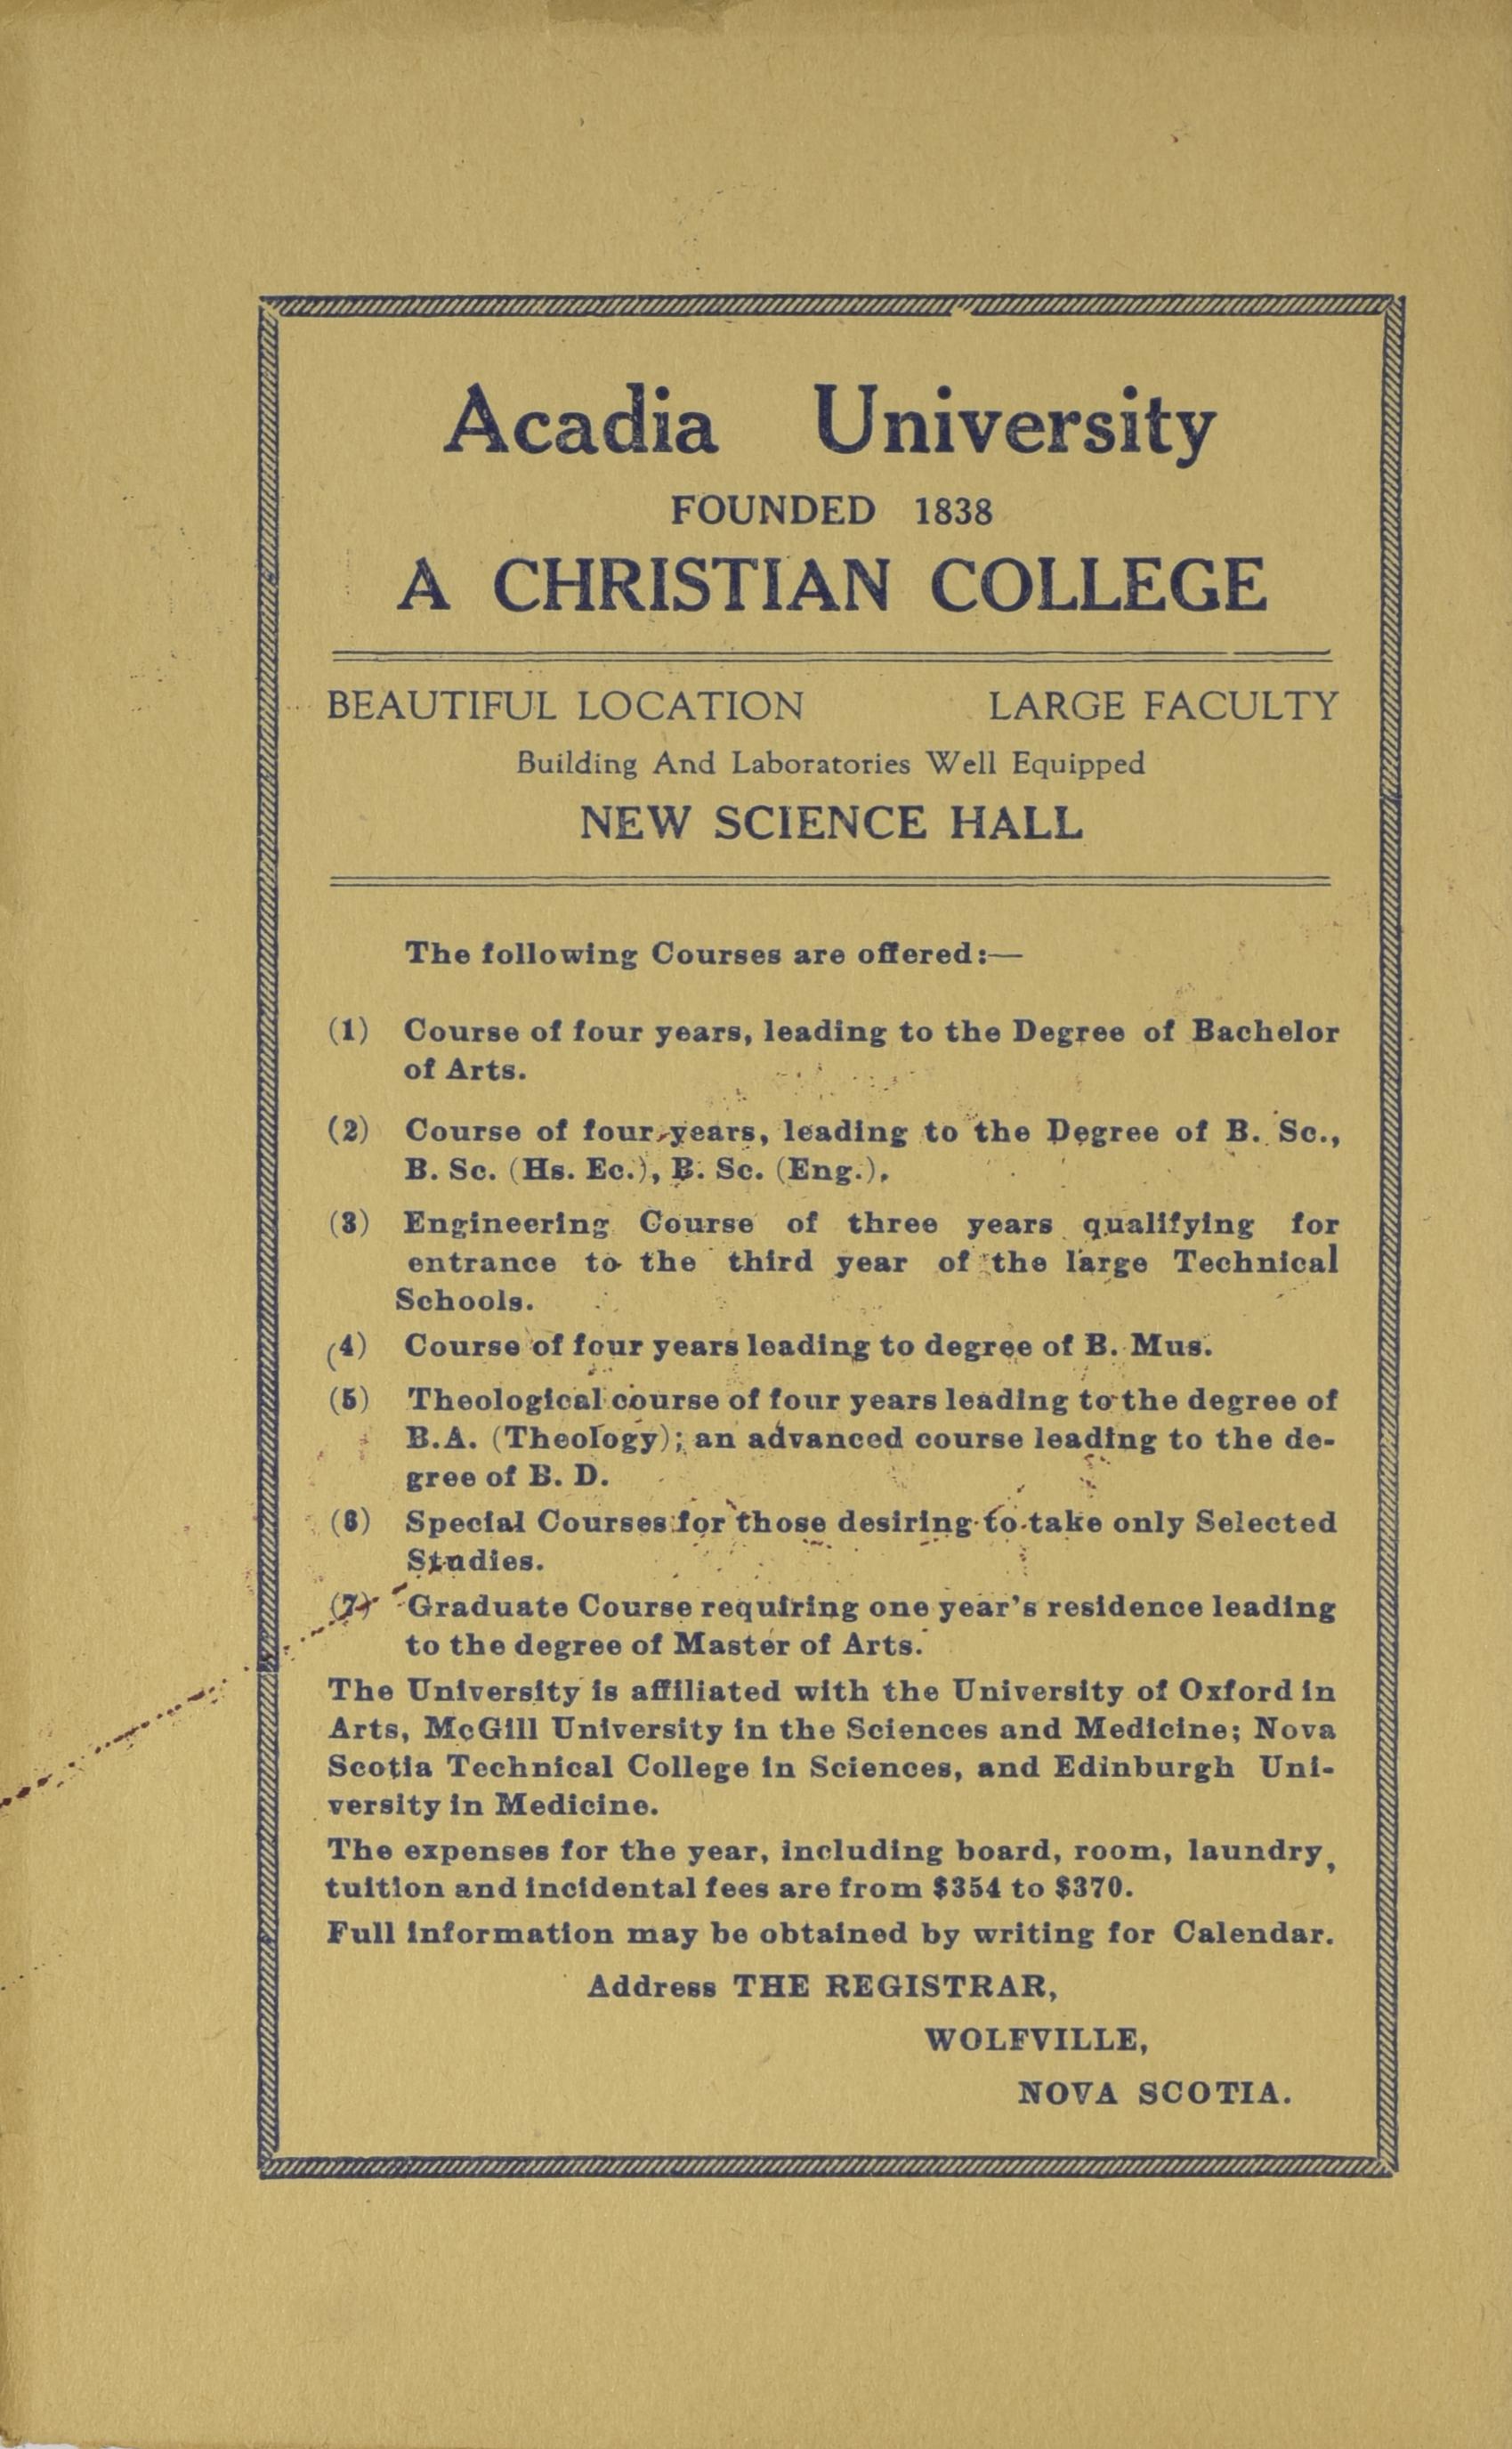 Acadia University
FOUNDED 1838
A CHRISTIAN COLLEGE
BEAUTIFUL LOCATION LARGE FACULTY
Building And Laboratories Well Equipped
NEW SCIENCE HALL
The following Courses are offered:—
(1) Course of four years, leading to the Degree of Bachelor
of Arts.
(2) Course of four years, leading to the Degree of B. Sc.,
B. Sc. (Hs. Ec.), B. Sc. (Eng.),
(3) Engineering Course of three years qualifying for
entrance to the third year of the large Technical
Schools.
(4) Course of four years leading to degree of B. Mus.
(5) Theological course of four years leading to the degree of
B.A. (Theology); an advanced course leading to the de-
gree of B. D.
(6) Special Courses for those desiring to take only Selected
Studies.
(7) Graduate Course requiring one year's residence leading
to the degree of Master of Arts.
The University is affiliated with the University of Oxford in
Arts, McGill University in the Sciences and Medicine; Nova
Scotia Technical College in Sciences, and Edinburgh Uni-
versity in Medicine.
The expenses for the year, including board, room, laundry,
tuition and incidental fees are from $354 to $370.
Full information may be obtained by writing for Calendar.
Address THE REGISTRAR,
WOLFVILLE,
NOVA SCOTIA.